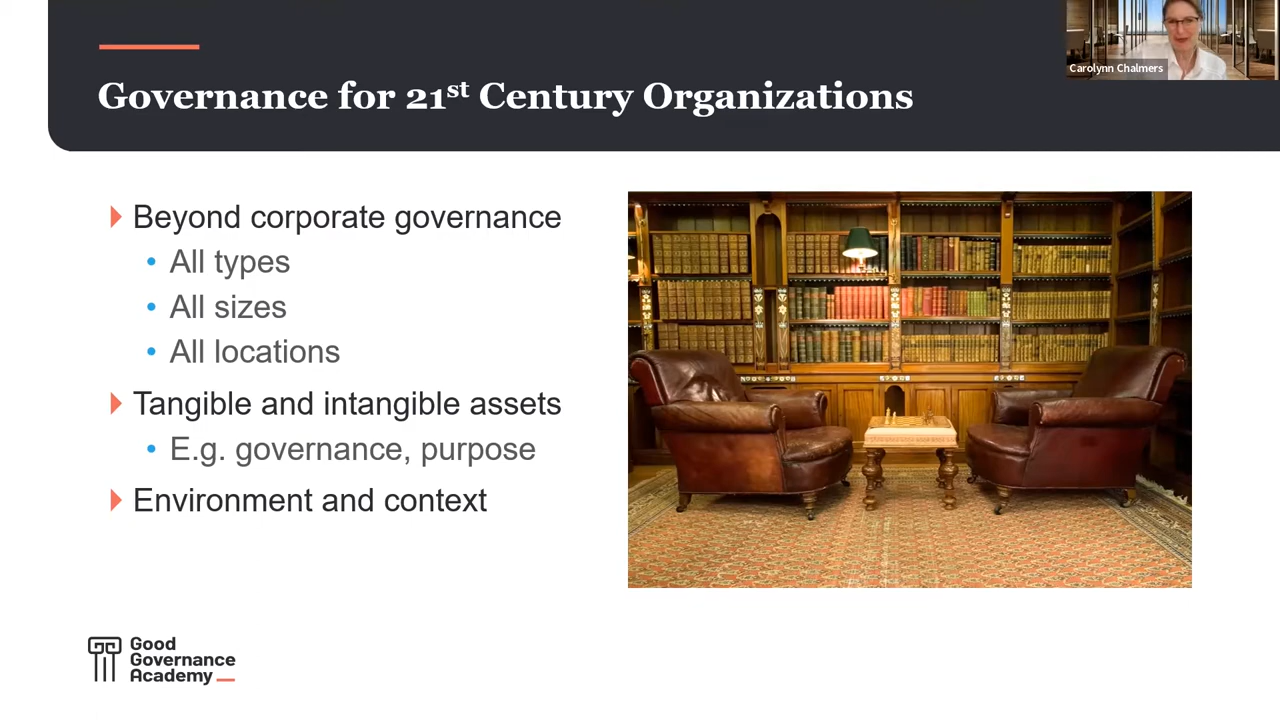 Carolynn Chalmers
Governance for 21st Century Organizations
Beyond corporate governance
• All types
• All sizes
• All locations
Tangible and intangible assets
• E.g. governance, purpose
Environment and context
Good
Governance
Academy